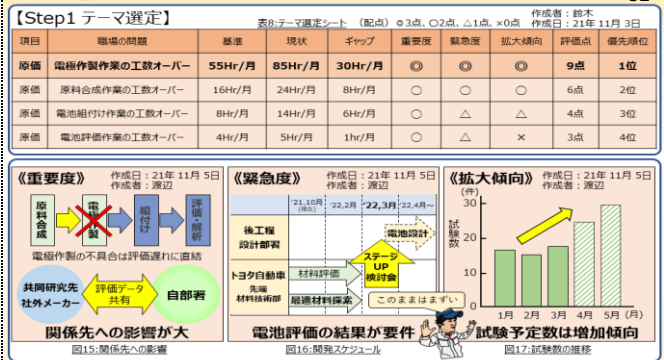 【Step1 テーマ選定】
表8:テーマ選定シート （配点）◎3点、○2点、△1点、×0点
作成者：鈴木
作成日：21年 11月 3日
項目 職場の問題 基準 現状 ギャップ 重要度 緊急度 拡大傾向 評価点 優先順位
原価 電極作製作業の工数オーバー 55Hr/月 85Hr/月 30Hr/月 ◎ ◎ ◎ 9点 1位
原価 原料合成作業の工数オーバー 16Hr/月 24Hr/月 8Hr/月 ○ ○ ○ 6点 2位
原価 電池組付け作業の工数オーバー 8Hr/月 14Hr/月 6Hr/月 ○ △ △ 4点 3位
原価 電池評価作業の工数オーバー 4Hr/月 5Hr/月 1hr/月 ○ △ × 3点 4位
《重要度》
作成日：21年 11月 5日
作成者：渡辺
原料合成
電極作製
組付け
評価・解析
電極作製の不具合は評価遅れに直結
共同研究先
社外メーカー
評価データ
共有
自部署
関係先への影響が大
図15:関係先への影響
《緊急度》
作成日：21年 11月 5日
作成者：渡辺
'21,10月
(現在)
'22,2月
'22,3月
'22,4月～
後工程
設計部署
電池設計
ステージ
UP
検討会
トヨタ自動車
先端
材料技術部
材料評価
最適材料探索
このままはまずい
電池評価の結果が要件
図16:開発スケジュール
《拡大傾向》
作成日：21年 11月 5日
作成者：渡辺
(件)
30
20
10
0
試験数
1月 2月 3月 4月 5月 (月)
試験予定数は増加傾向
図17:試験数の推移